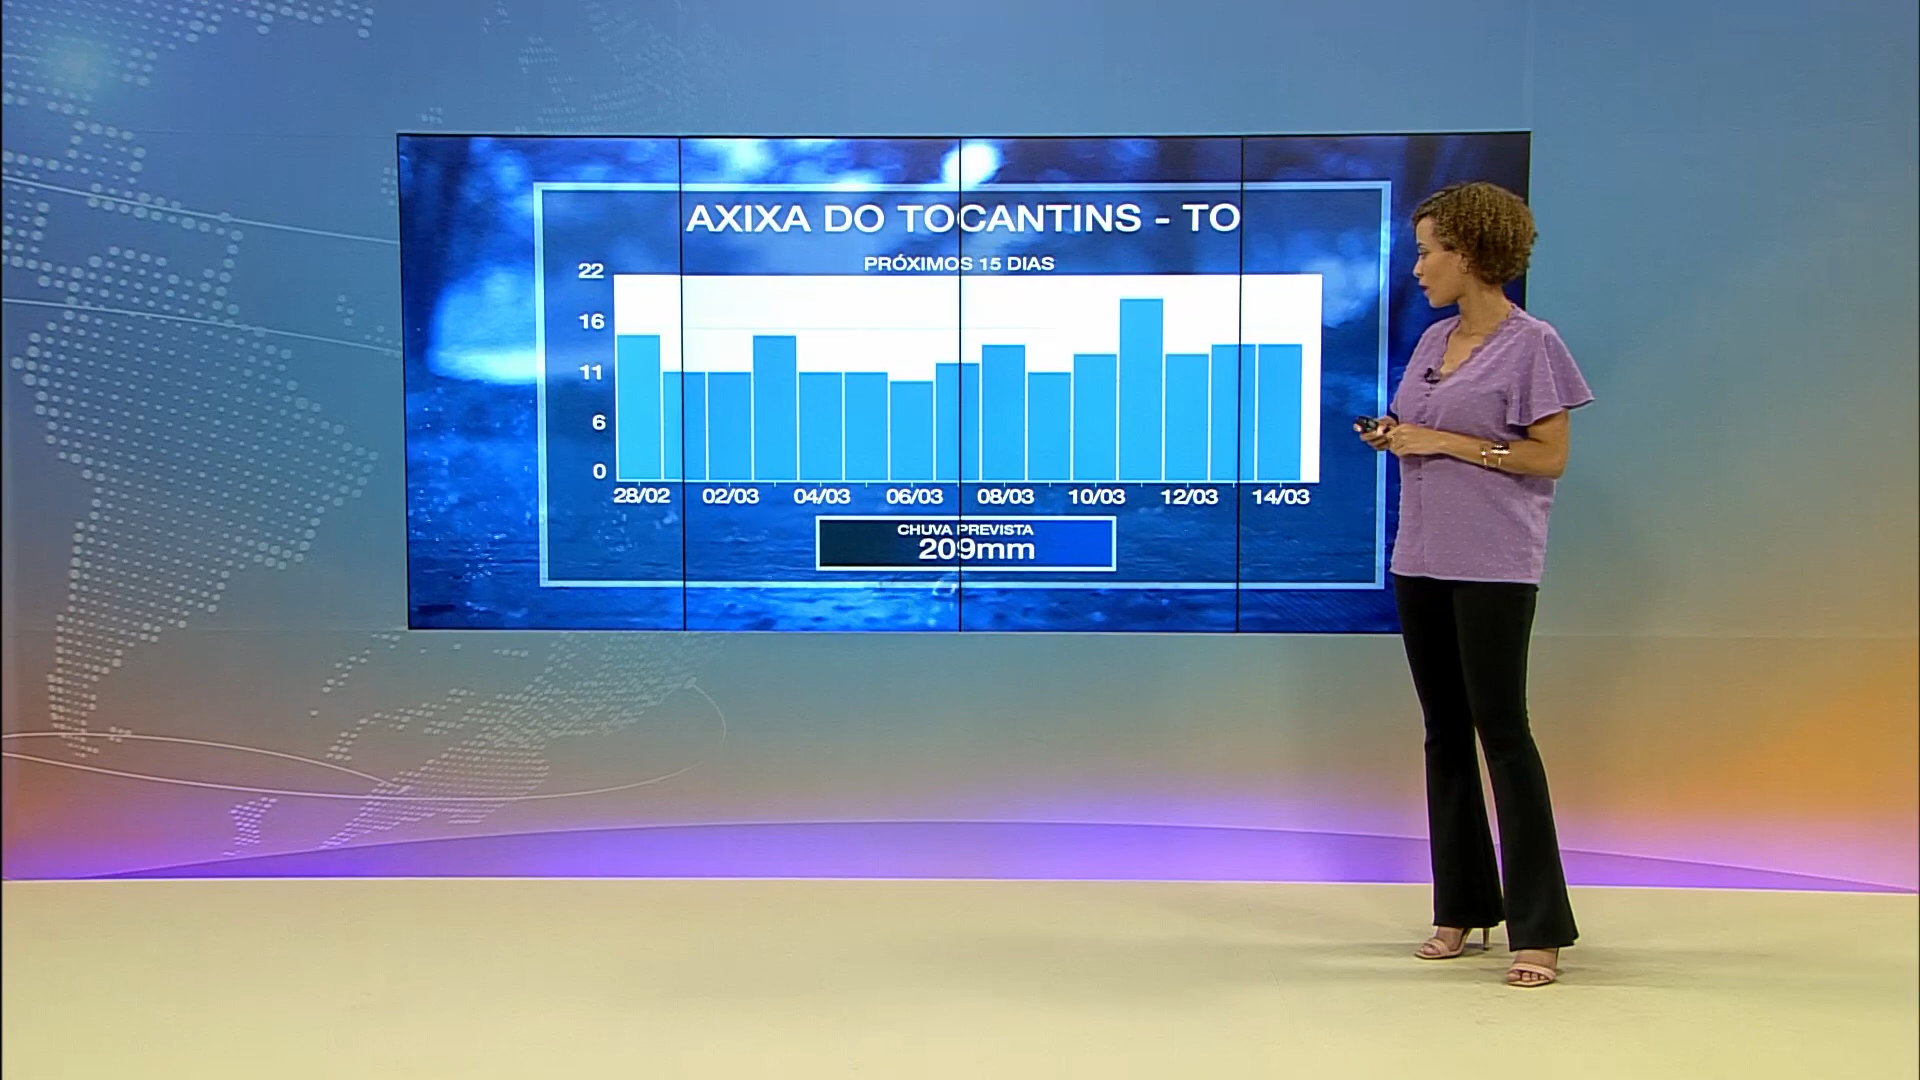 AXIXA DO TOCANTINS - TO
PRÓXIMOS 15 DIAS
22
16
11
6
0
28/02 02/03 04/03 06/03 08/03 10/03 12/03 14/03
CHUVA PREVISTA
209mm